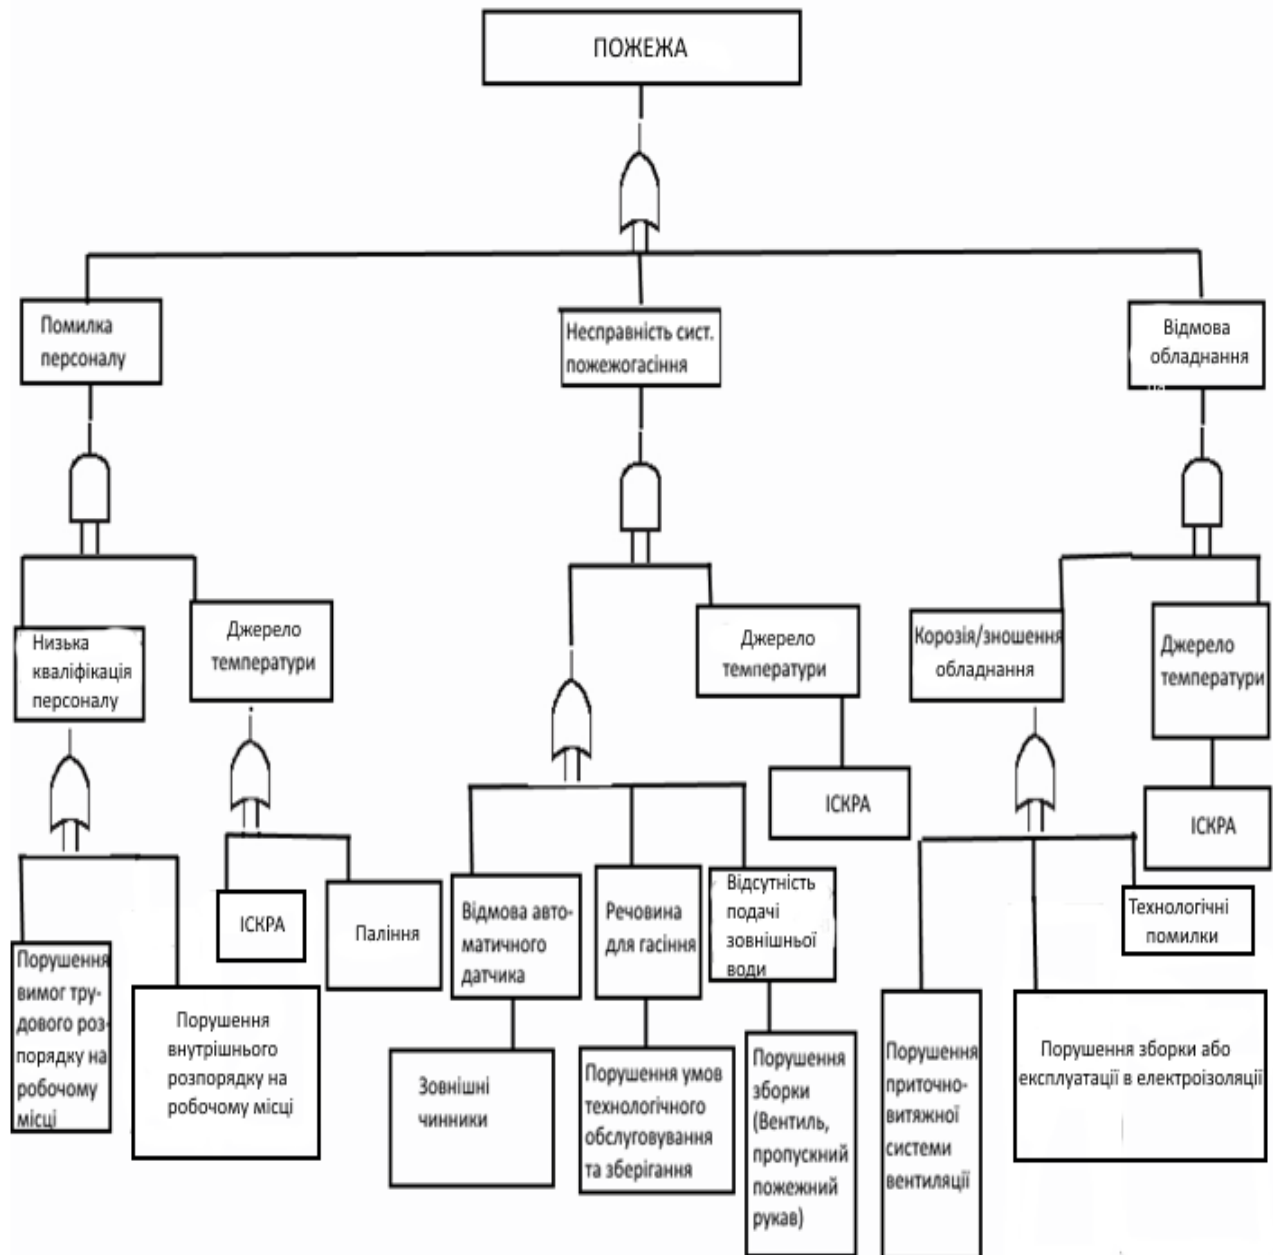 ПОЖЕЖА
Помилка
персоналу
Несправність сист.
пожежогасіння
Відмова
обладнання
Низька
кваліфікація
персоналу
Джерело
температури
Джерело
температури
Корозія/зношення
обладнання
Джерело
температури
ІСКРА
ІСКРА
ІСКРА
Паління
Відмова авто-
матичного
датчика
Речовина
для гасіння
Відсутність
подачі
зовнішньої
води
Технологічні
помилки
Порушення
вимог тру-
дового роз-
порядку на
робочому
місці
Порушення
внутрішнього
розпорядку на
робочому місці
Зовнішні
чинники
Порушення умов
технологічного
обслуговування
та зберігання
Порушення
зборки
(Вентиль,
пропускний
пожежний
рукав)
Порушення
приточно-
витяжної
системи
вентиляції
Порушення зборки або
експлуатації в електроізоляції